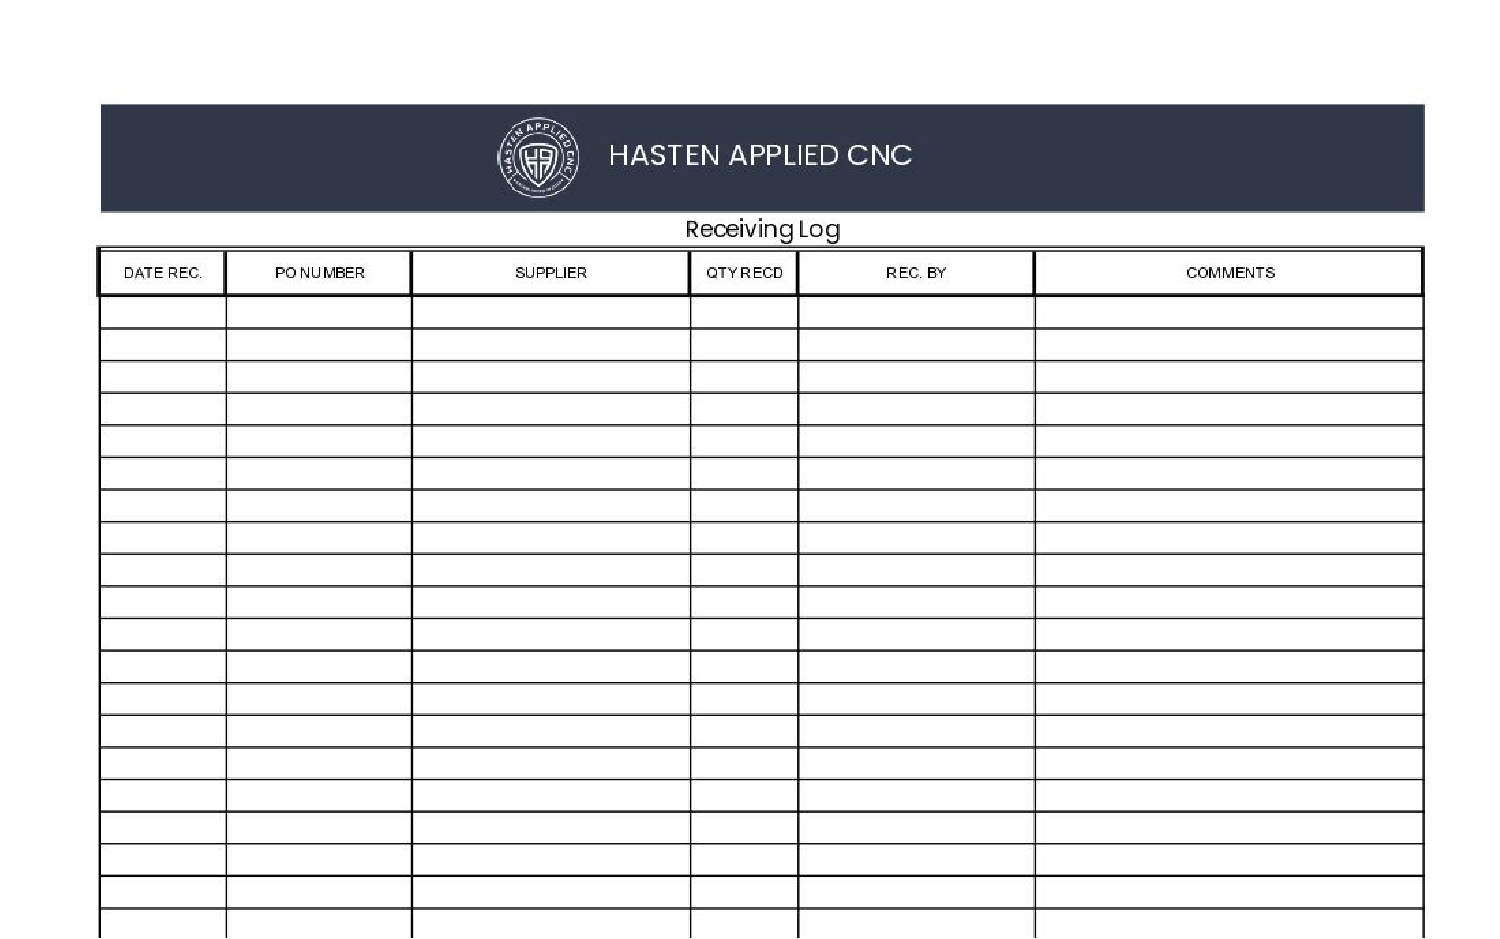 HASTEN APPLIED CNC
HASTEN APPLIED CNC
Receiving Log
DATE REC. PO NUMBER SUPPLIER QTY RECD REC. BY COMMENTS